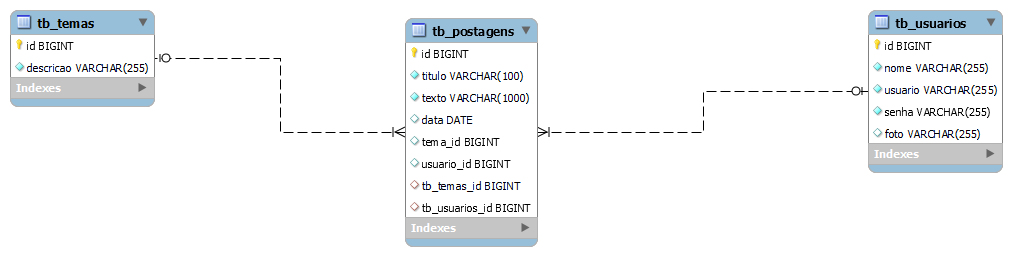 tb_temas
id BIGINT
descricao VARCHAR(255)
Indexes
tb_postagens
id BIGINT
titulo VARCHAR(100)
texto VARCHAR(1000)
data DATE
tema_id BIGINT
usuario_id BIGINT
tb_temas_id BIGINT
tb_usuarios_id BIGINT
Indexes
tb_usuarios
id BIGINT
nome VARCHAR(255)
usuario VARCHAR(255)
senha VARCHAR(255)
foto VARCHAR(255)
Indexes